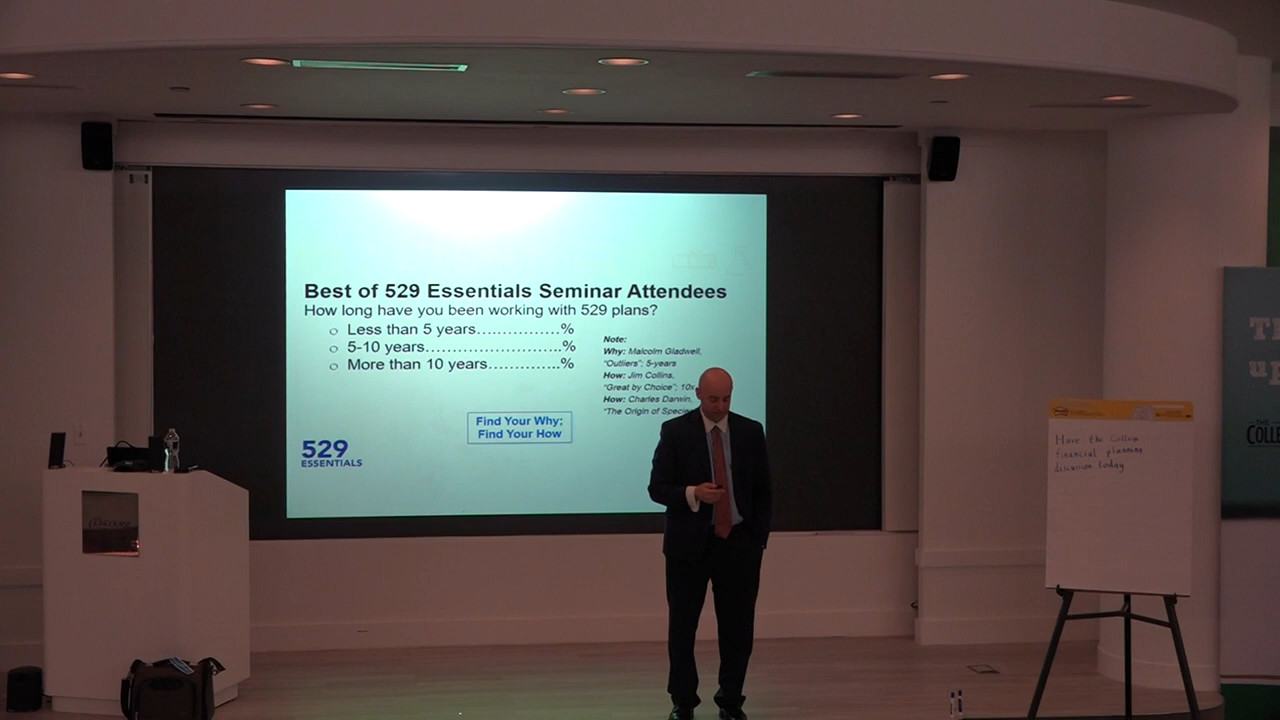 Best of 529 Essentials Seminar Attendees
How long have you been working with 529 plans?
o Less than 5 years……………%
o 5-10 years……………………..%
o More than 10 years…………..%
Note:
Why: Malcolm Gladwell,
"Outliers"; 5-years
How: Jim Collins,
"Great by Choice"; 10x
How: Charles Darwin,
"The Origin of Specie
Find Your Why;
Find Your How
529
ESSENTIALS
Have the College
financial planning
discussion today
THE
COLLE